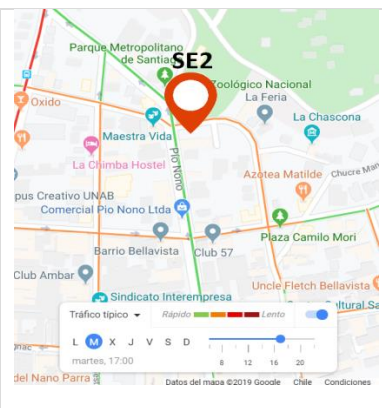 Parque Metropolitano
de Santiago
SE2
Zoológico Nacional
La Feria
Oxido
La Chascona
Maestra Vida
La Chimba Hostel
Pío Nono
Azotea Matilde
Chucre Man
pus Creativo UNAB
Comercial Pio Nono Ltda
Plaza Camilo Mori
Barrio Bellavista
Club 57
Club Ambar
Uncle Fletch Bellavista
Sindicato Interempresa
ultural Sa
Tráfico típico
Rápido
Lento
L M X J V S D
martes, 17:00
8 12 16 20
del Nano Parra
Datos del mapa ©2019 Google Chile Condiciones